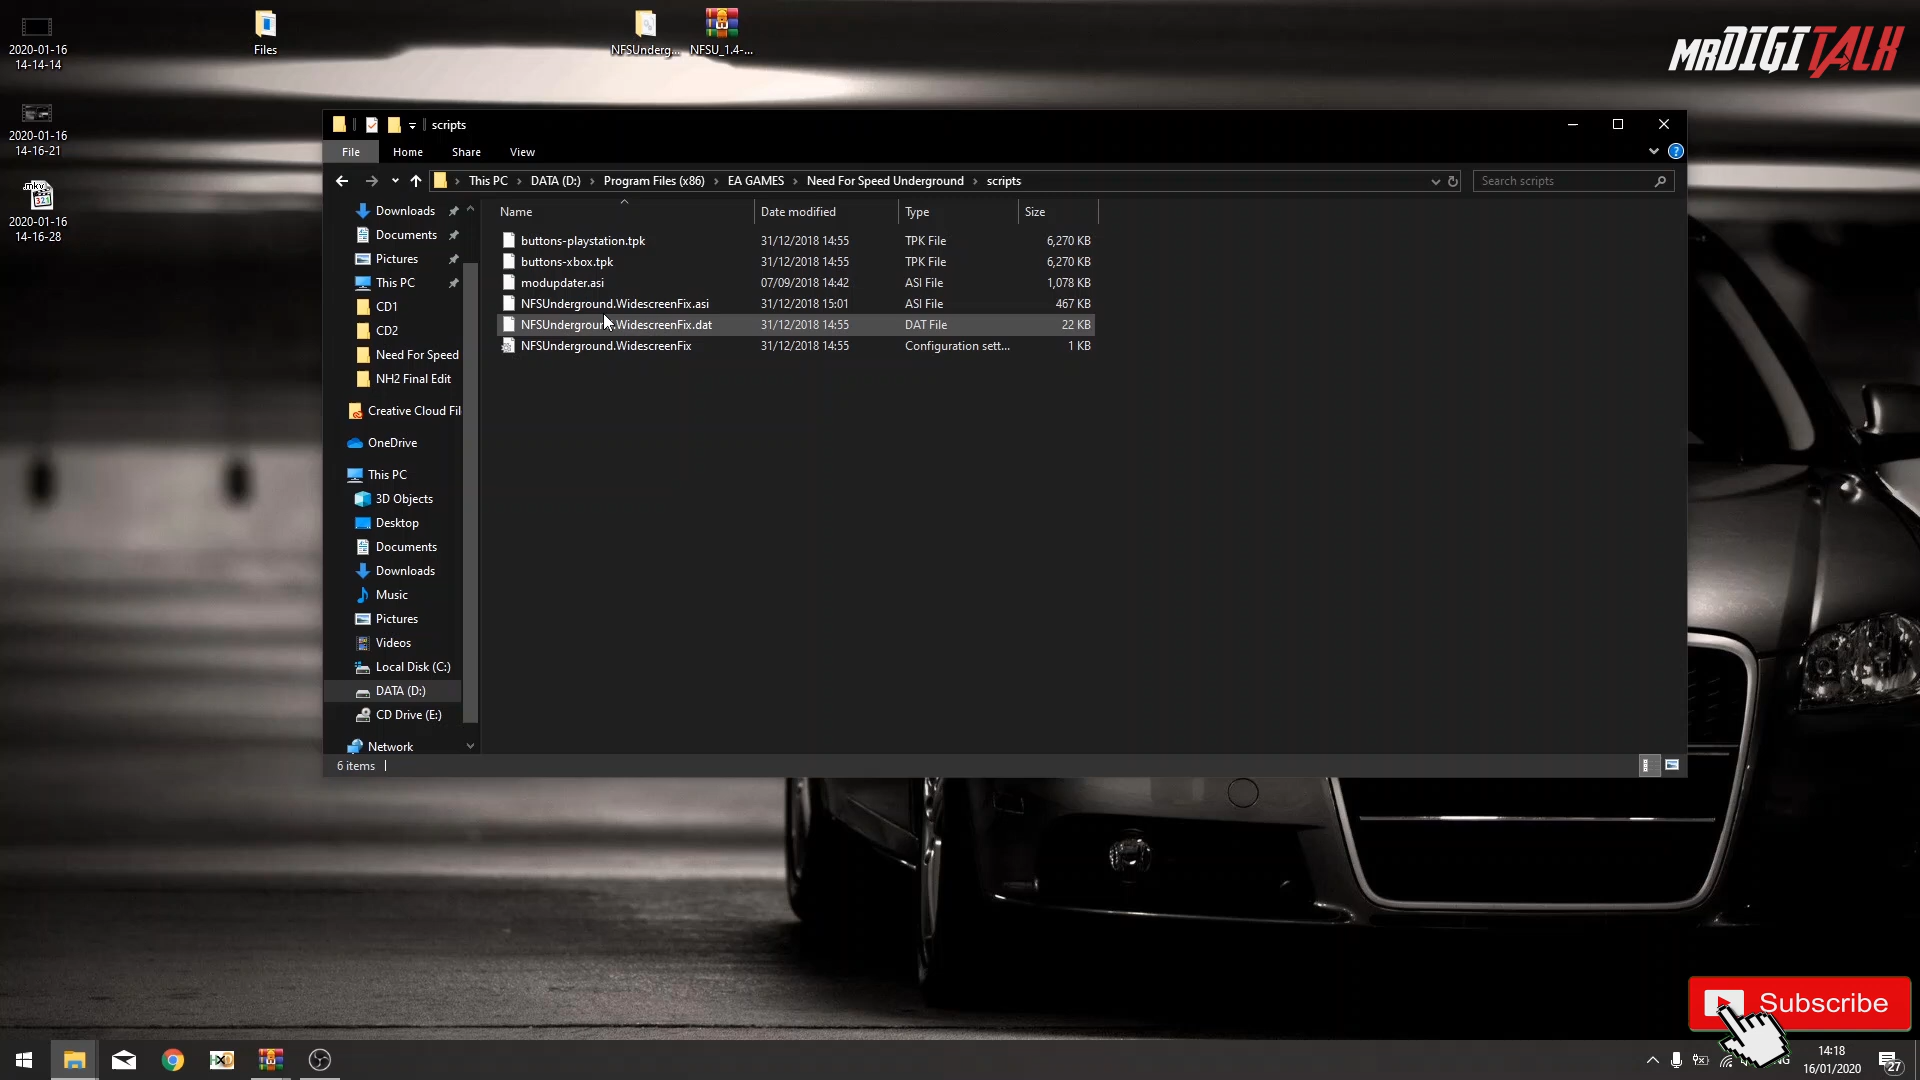 2020-01-16
14-14-14
Files
NFSUnderg...
NFSU_1.4-...
MRDIGITALX
2020-01-16
14-16-21
.mkv
321
2020-01-16
14-16-28
scripts
File Home Share View
This PC > DATA (D:) > Program Files (x86) > EA GAMES > Need For Speed Underground > scripts
Search scripts
Name Date modified Type Size
buttons-playstation.tpk 31/12/2018 14:55 TPK File 6,270 KB
buttons-xbox.tpk 31/12/2018 14:55 TPK File 6,270 KB
modupdater.asi 07/09/2018 14:42 ASI File 1,078 KB
NFSUnderground.WidescreenFix.asi 31/12/2018 15:01 ASI File 467 KB
NFSUnderground.WidescreenFix.dat 31/12/2018 14:55 DAT File 22 KB
NFSUnderground.WidescreenFix 31/12/2018 14:55 Configuration sett... 1 KB
Downloads
Documents
Pictures
This PC
CD1
CD2
Need For Speed
NH2 Final Edit
Creative Cloud Fil
OneDrive
This PC
3D Objects
Desktop
Documents
Downloads
Music
Pictures
Videos
Local Disk (C:)
DATA (D:)
CD Drive (E:)
Network
6 items
Subscribe
14:18
16/01/2020
27